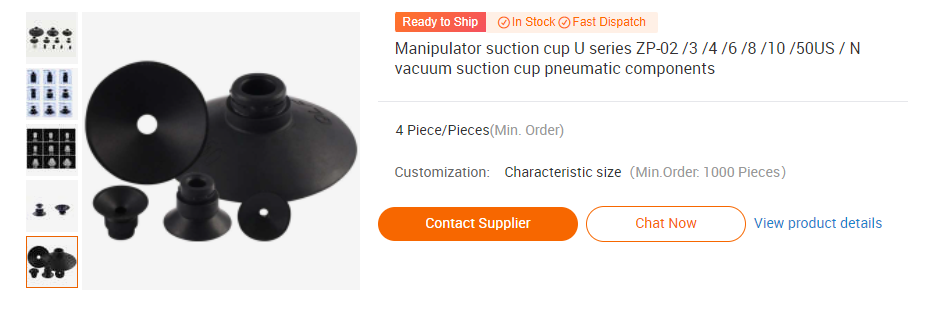 Ready to Ship In Stock Fast Dispatch
Manipulator suction cup U series ZP-02 /3 /4 /6 /8 /10 /50US / N
vacuum suction cup pneumatic components
4 Piece/Pieces(Min. Order)
Customization: Characteristic size (Min.Order: 1000 Pieces)
Contact Supplier Chat Now View product details